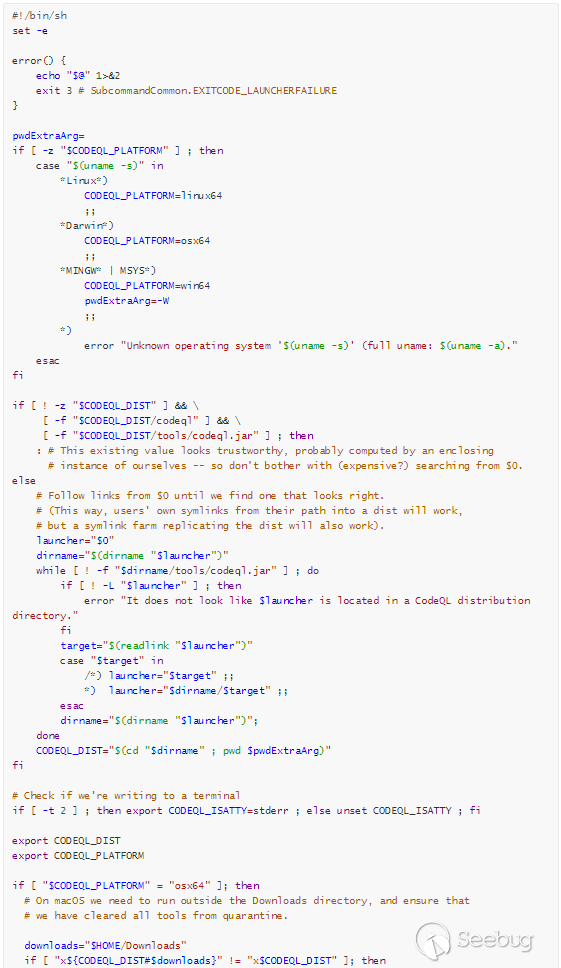 #!/bin/sh
set -e

error() {
    echo "$@" 1>&2
    exit 3 # SubcommandCommon.EXITCODE_LAUNCHERFAILURE
}

pwdExtraArg=
if [ -z "$CODEQL_PLATFORM" ] ; then
    case "$(uname -s)" in
        *Linux*)
            CODEQL_PLATFORM=linux64
            ;;
        *Darwin*)
            CODEQL_PLATFORM=osx64
            ;;
        *MINGW* | MSYS*)
            CODEQL_PLATFORM=win64
            pwdExtraArg=-W
            ;;
        *)
            error "Unknown operating system '$(uname -s)' (full uname: $(uname -a)."
    esac
fi

if [ ! -z "$CODEQL_DIST" ] && \
     [ -f "$CODEQL_DIST/codeql" ] && \
     [ -f "$CODEQL_DIST/tools/codeql.jar" ] ; then
    : # This existing value looks trustworthy, probably computed by an enclosing
      # instance of ourselves -- so don't bother with (expensive?) searching from $0.
else
    # Follow links from $0 until we find one that looks right.
    # (This way, users' own symlinks from their path into a dist will work,
    # but a symlink farm replicating the dist will also work).
    launcher="$0"
    dirname="$(dirname "$launcher")"
    while [ ! -f "$dirname/tools/codeql.jar" ] ; do
        if [ ! -L "$launcher" ] ; then
            error "It does not look like $launcher is located in a CodeQL distribution
directory."
        fi
        target="$(readlink "$launcher")"
        case "$target" in
            /*) launcher="$target" ;;
            *)  launcher="$dirname/$target" ;;
        esac
        dirname="$(dirname "$launcher")";
    done
    CODEQL_DIST="$(cd "$dirname" ; pwd $pwdExtraArg)"
fi

# Check if we're writing to a terminal
if [ -t 2 ] ; then export CODEQL_ISATTY=stderr ; else unset CODEQL_ISATTY ; fi

export CODEQL_DIST
export CODEQL_PLATFORM

if [ "$CODEQL_PLATFORM" = "osx64" ]; then
  # On macOS we need to run outside the Downloads directory, and ensure that
  # we have cleared all tools from quarantine.

  downloads="$HOME/Downloads"
  if [ "x${CODEQL_DIST#$downloads}" != "x$CODEQL_DIST" ]; then
Seebug